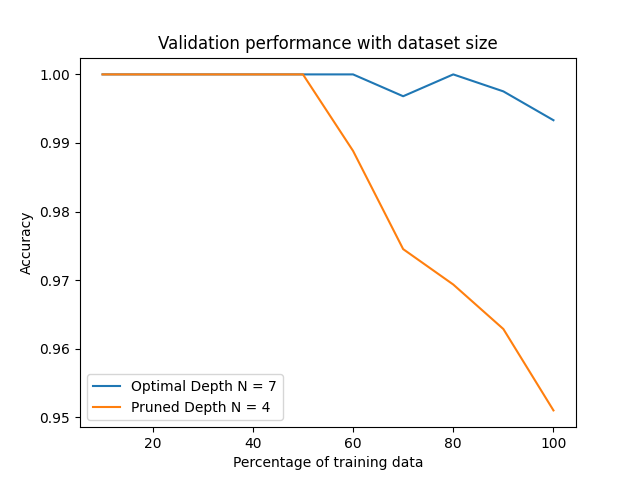 Validation performance with dataset size
1.00
0.99
0.98
0.97
0.96
0.95
Accuracy
Optimal Depth N = 7
Pruned Depth N = 4
20 40 60 80 100
Percentage of training data